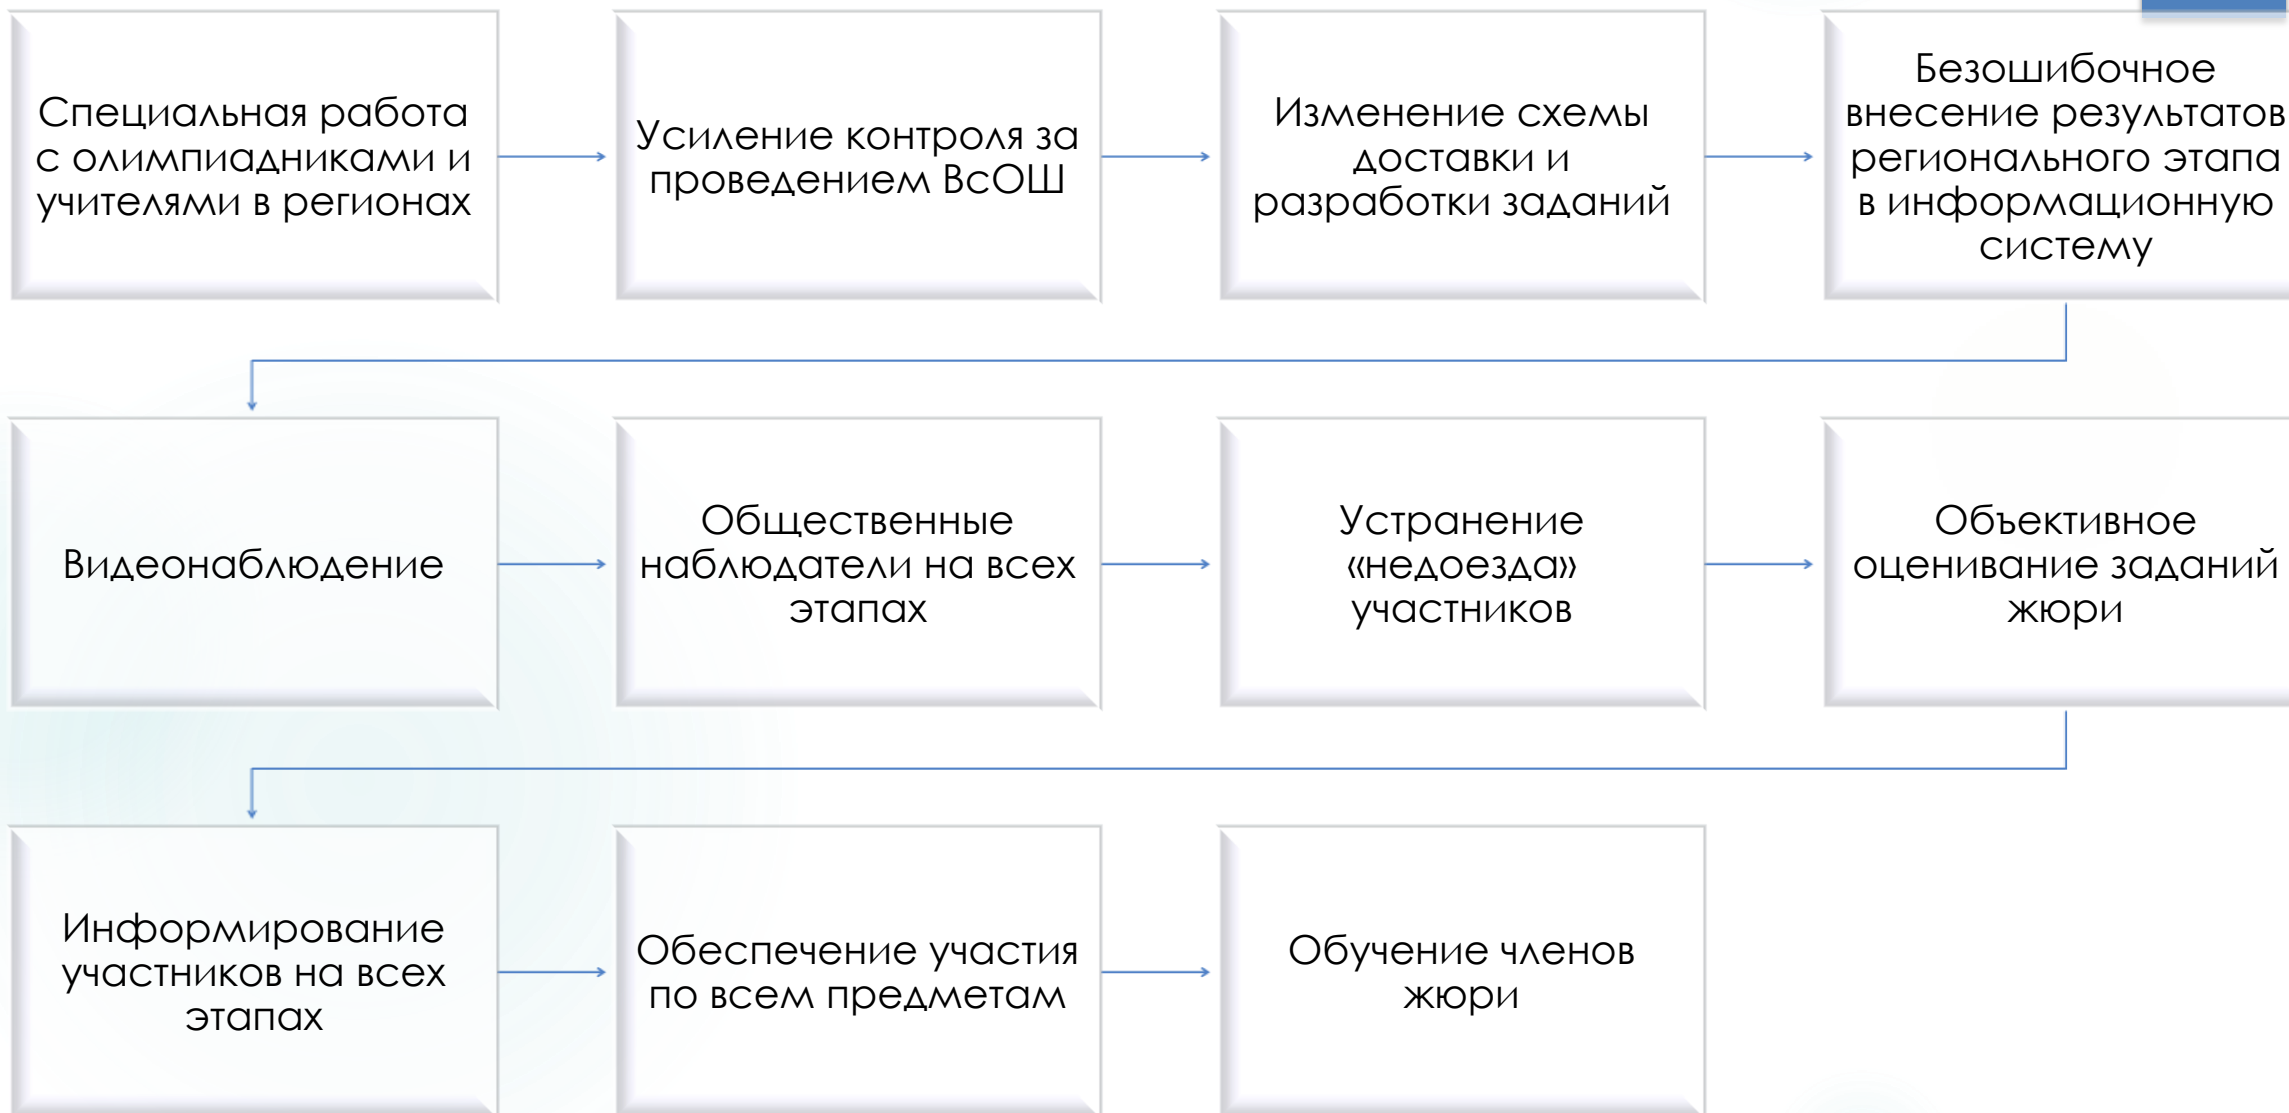 Специальная работа
с олимпиадниками и
учителями в регионах
Усиление контроля за
проведением ВсОШ
Изменение схемы
доставки и
разработки заданий
Безошибочное
внесение результатов
регионального этапа
в информационную
систему
Видеонаблюдение
Общественные
наблюдатели на всех
этапах
Устранение
«недоезда»
участников
Объективное
оценивание заданий
жюри
Информирование
участников на всех
этапах
Обеспечение участия
по всем предметам
Обучение членов
жюри